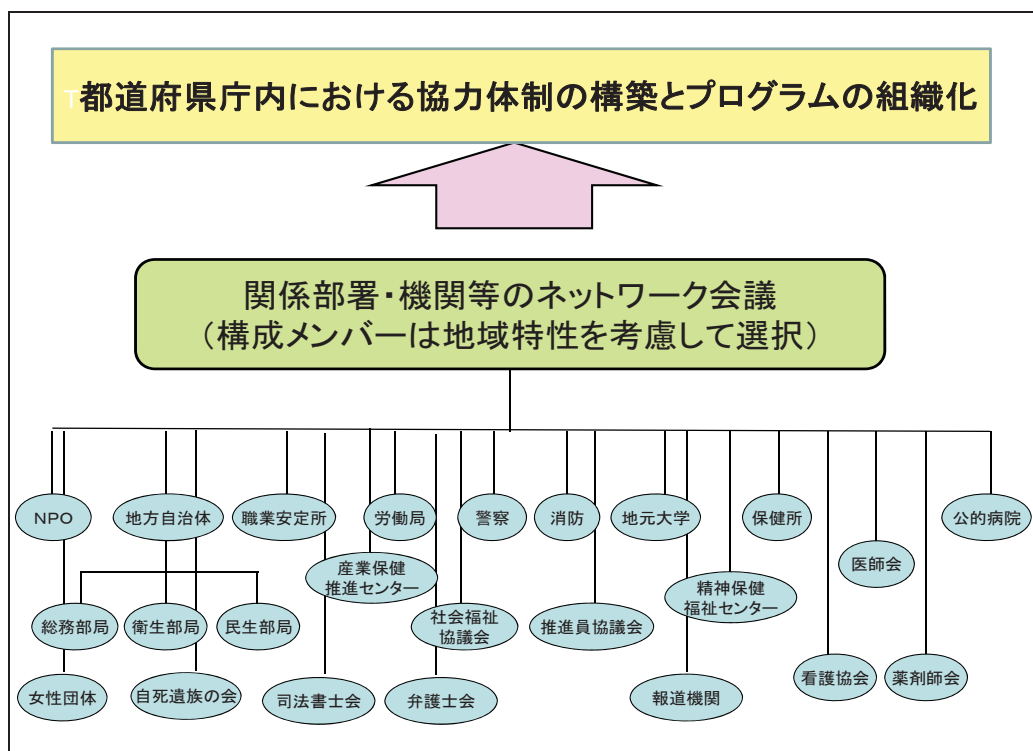 T都道府県庁内における協力体制の構築とプログラムの組織化
関係部署・機関等のネットワーク会議
（構成メンバーは地域特性を考慮して選択）
NPO
地方自治体
職業安定所
労働局
警察
消防
地元大学
保健所
公的病院
産業保健
推進センター
医師会
精神保健
福祉センター
総務部局
衛生部局
民生部局
社会福祉
協議会
推進員協議会
女性団体
自死遺族の会
司法書士会
弁護士会
報道機関
看護協会
薬剤師会